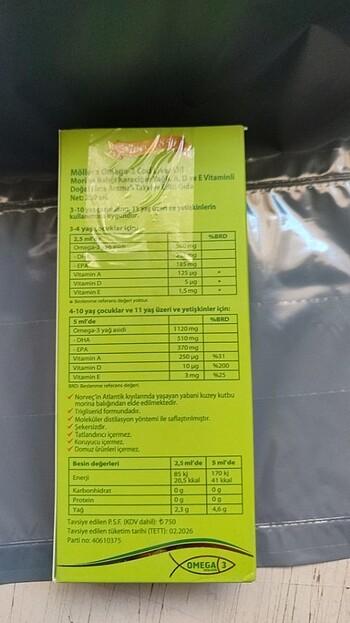 Möller's Omega-3 Cod Liver Oil
Morina Balığı Karaciğer Yağlı, A, D ve E Vitaminli
Net: 250 ml
3-10 yaş 11 yaş üzeri ve yetişkinlerin
kullanımına uygundur.
3-4 yaş çocuklar için:
2,5 ml'de %BRD
Omega-3 yağ asidi 560 mg
- DHA
- EPA 185 mg
Vitamin A 125 µg *
Vitamin D 5 µg *
Vitamin E 1,5 mg *
Beslenme referans değeri yoktur.
4-10 yaş çocuklar ve 11 yaş üzeri ve yetişkinler için:
5 ml'de %BRD
Omega-3 yağ asidi 1120 mg
- DHA 510 mg
- EPA 370 mg
Vitamin A 250 µg %31
Vitamin D 10 µg %200
Vitamin E 3 mg %25
BRD: Beslenme referans değeri
✓ Norveç'in Atlantik kıyılarında yaşayan yabani kuzey kutbu
morina balığından elde edilmektedir.
✓ Trigliserid formundadır.
✓ Moleküler distilasyon yöntemi ile saflaştırılmıştır.
✓ Şekersizdir.
✓ Tatlandırıcı içermez.
✓ Koruyucu içermez.
✓ Domuz ürünleri içermez.
Besin değerleri 2,5 ml'de 5 ml'de
Enerji 85 kj 170 kj
20,5 kkal 41 kkal
Karbonhidrat 0 g 0 g
Protein 0 g 0 g
Yağ 2,3 g 4,6 g
Tavsiye edilen P.S.F. (KDV dahil): ₺750
Tavsiye edilen tüketim tarihi (TETT): 02.2026
Parti no: 40610375
OMEGA 3